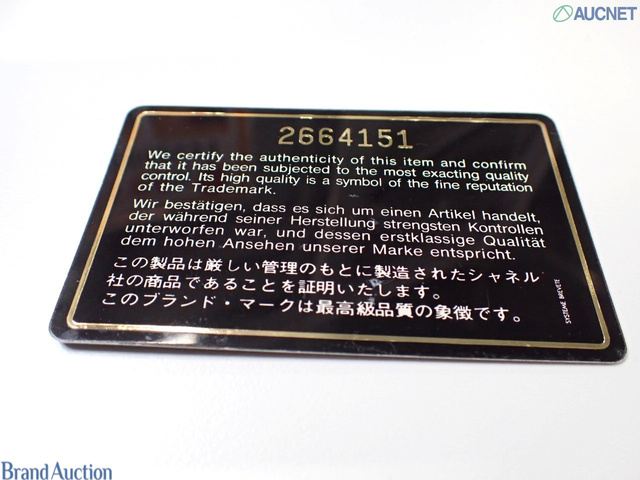 AUCNET
2664151
We certify the authenticity of this item and confirm
that it has been subjected to the most exacting quality
control. Its high quality is a symbol of the fine reputation
of the Trademark.
Wir bestätigen, dass es sich um einen Artikel handelt,
der während seiner Herstellung strengsten Kontrollen
unterworfen war, und dessen erstklassige Qualität
dem hohen Ansehen unserer Marke entspricht.
この製品は厳しい管理のもとに製造されたシャネル
社の商品であることを証明いたします。
このブランド・マークは最高級品質の象徴です。
SYSTEME BREVETE
Brand Auction